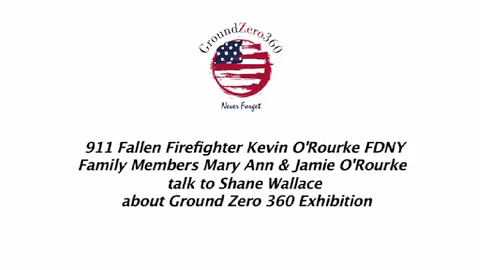 GroundZero360
Never Forget
911 Fallen Firefighter Kevin O'Rourke FDNY
Family Members Mary Ann & Jamie O'Rourke
talk to Shane Wallace
about Ground Zero 360 Exhibition